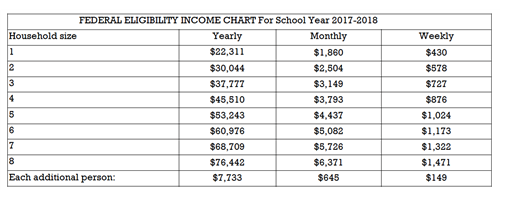 FEDERAL ELIGIBILITY INCOME CHART For School Year 2017-2018
Household size Yearly Monthly Weekly
1 $22,311 $1,860 $430
2 $30,044 $2,504 $578
3 $37,777 $3,149 $727
4 $45,510 $3,793 $876
5 $53,243 $4,437 $1,024
6 $60,976 $5,082 $1,173
7 $68,709 $5,726 $1,322
8 $76,442 $6,371 $1,471
Each additional person: $7,733 $645 $149